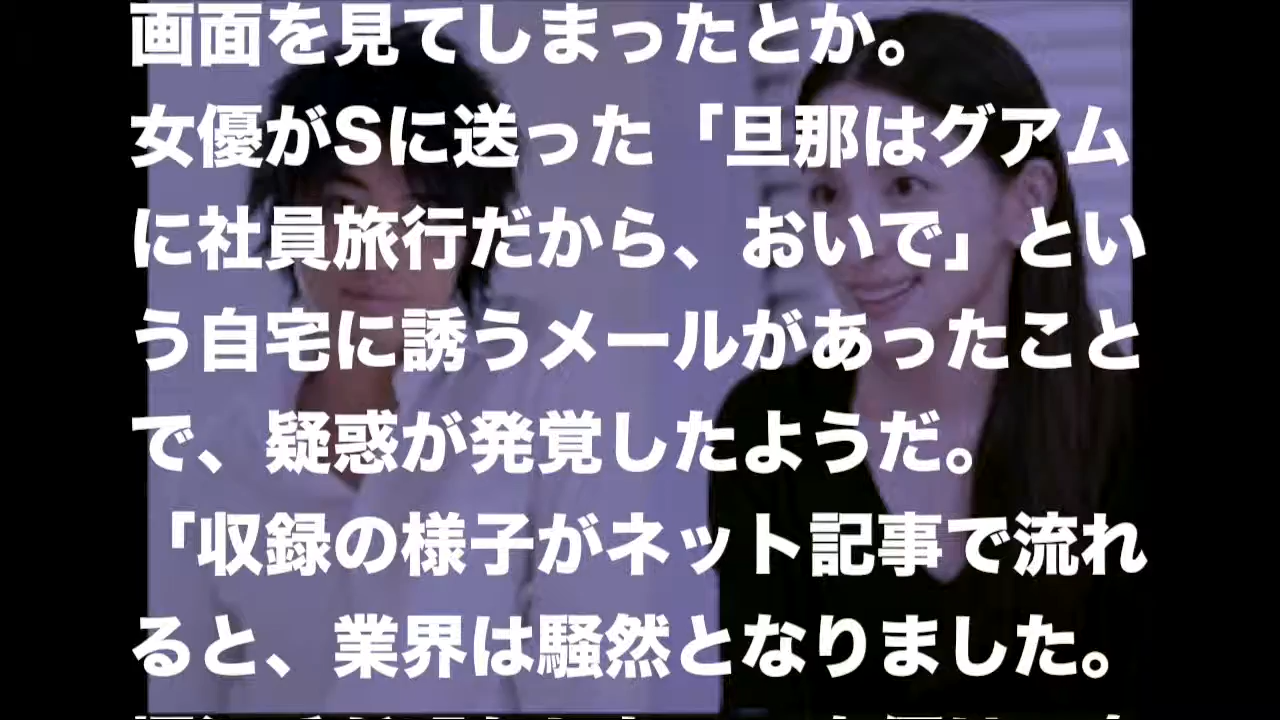 画面を見てしまったとか。
女優がSに送った「旦那はグアム
に社員旅行だから、おいで」とい
う自宅に誘うメールがあったこと
で、疑惑が発覚したようだ。
「収録の様子がネット記事で流れ
ると、業界は騒然となりました。